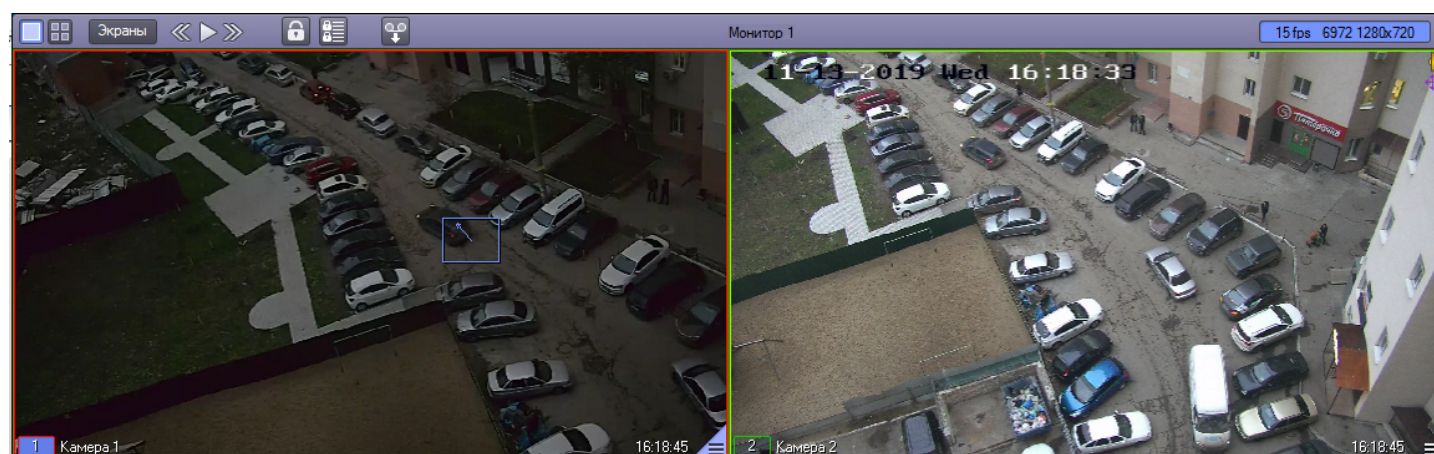 Экраны
Монитор 1
15 fps 6972 1280x720
11-13-2019 Wed 16:18:33
Пятёрочка
1 Камера 1 16:18:45
2 Камера 2 16:18:45